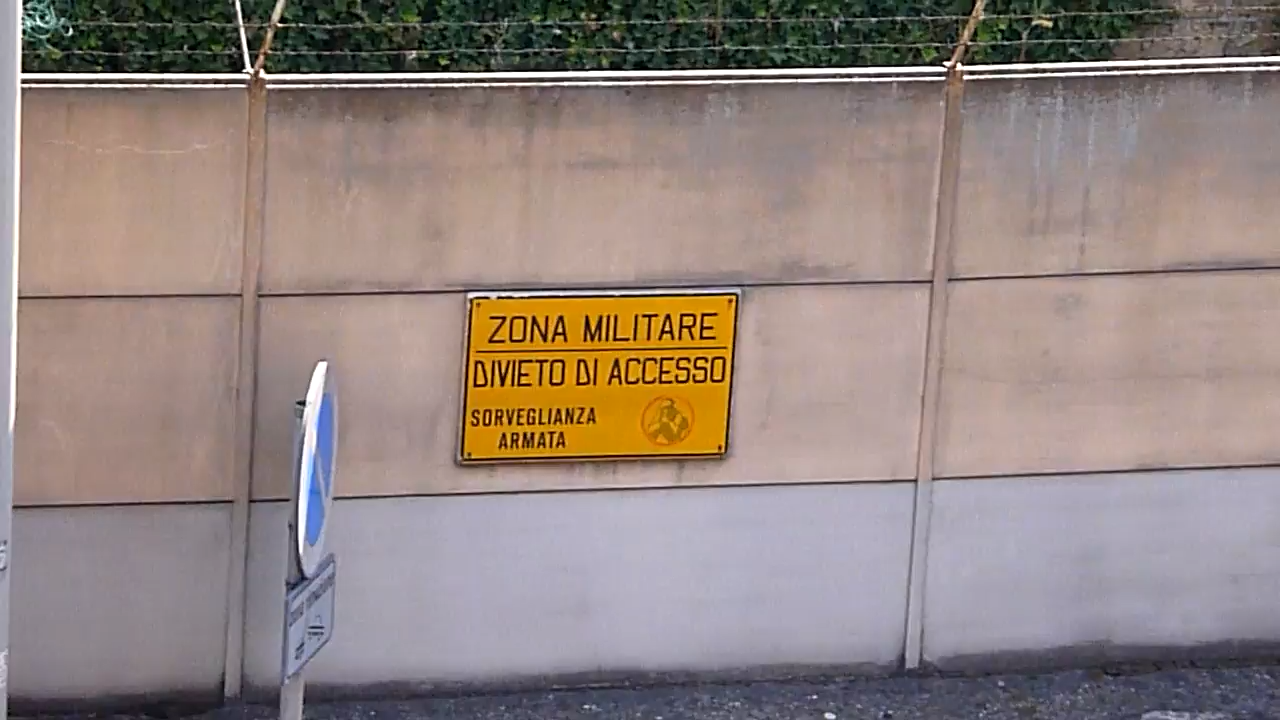 ZONA MILITARE
DIVIETO DI ACCESSO
SORVEGLIANZA
ARMATA